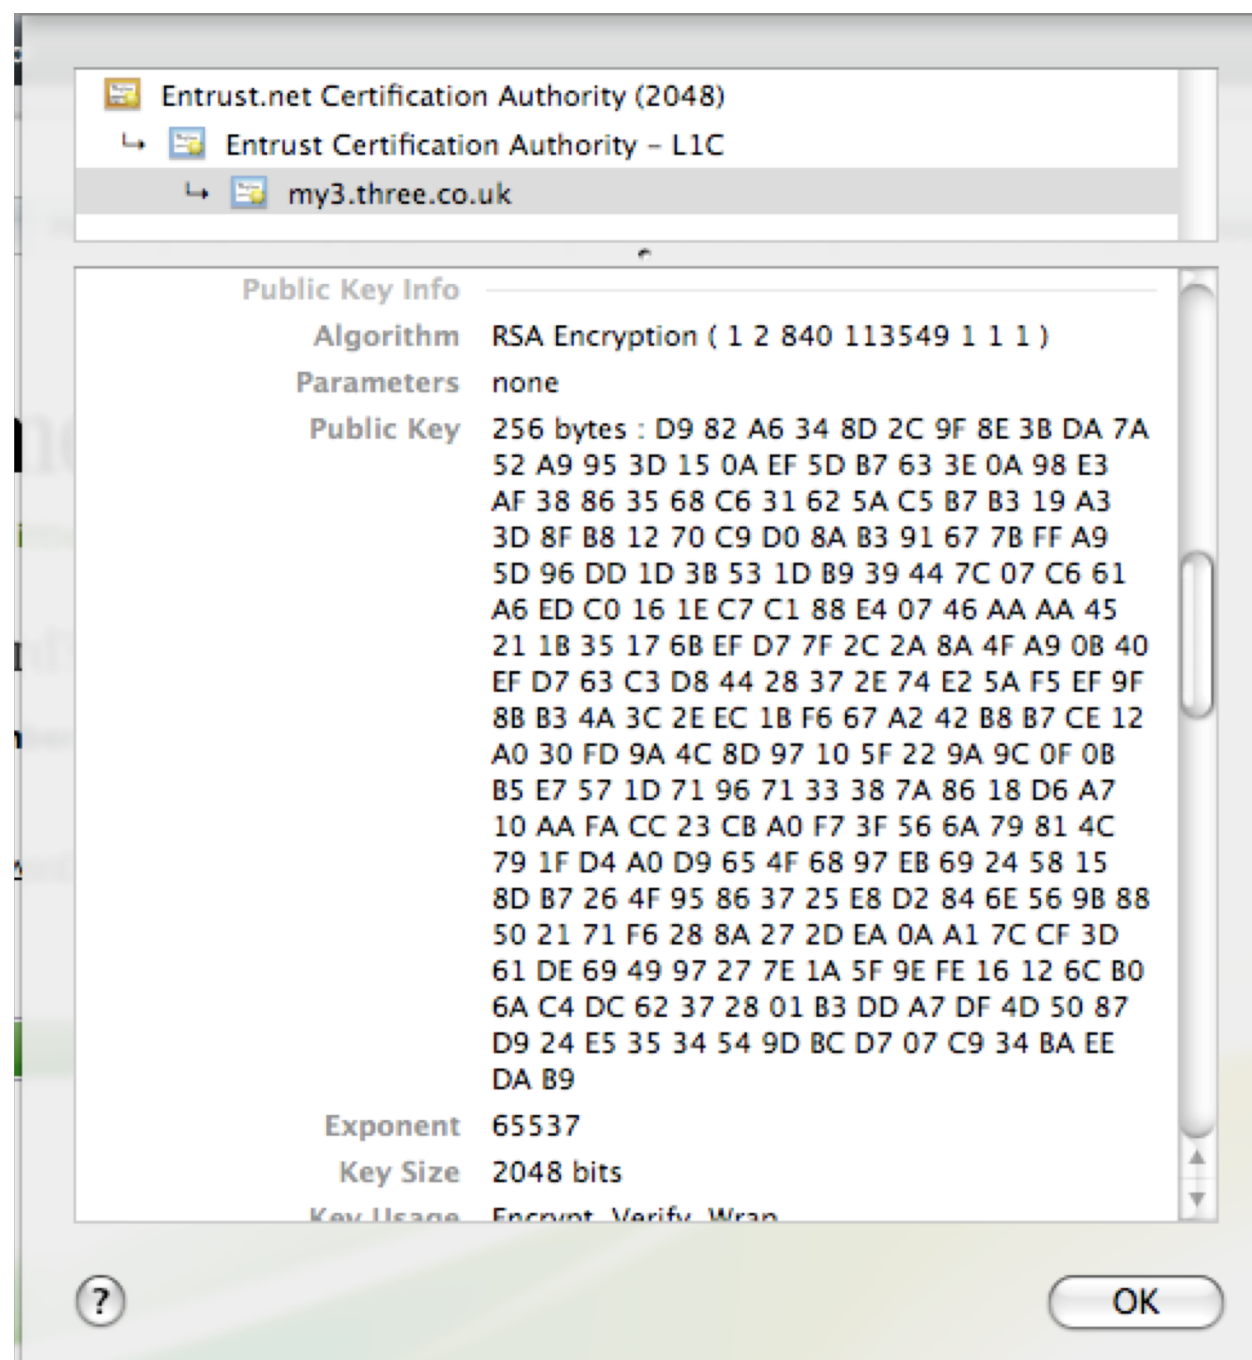 Entrust.net Certification Authority (2048)
Entrust Certification Authority – L1C
my3.three.co.uk
Public Key Info
Algorithm RSA Encryption ( 1 2 840 113549 1 1 1 )
Parameters none
Public Key 256 bytes : D9 82 A6 34 8D 2C 9F 8E 3B DA 7A
52 A9 95 3D 15 0A EF 5D B7 63 3E 0A 98 E3
AF 38 86 35 68 C6 31 62 5A C5 B7 B3 19 A3
3D 8F B8 12 70 C9 D0 8A B3 91 67 7B FF A9
5D 96 DD 1D 3B 53 1D B9 39 44 7C 07 C6 61
A6 ED C0 16 1E C7 C1 88 E4 07 46 AA AA 45
21 1B 35 17 6B EF D7 7F 2C 2A 8A 4F A9 0B 40
EF D7 63 C3 D8 44 28 37 2E 74 E2 5A F5 EF 9F
8B B3 4A 3C 2E EC 1B F6 67 A2 42 B8 B7 CE 12
A0 30 FD 9A 4C 8D 97 10 5F 22 9A 9C 0F 0B
B5 E7 57 1D 71 96 71 33 38 7A 86 18 D6 A7
10 AA FA CC 23 CB A0 F7 3F 56 6A 79 81 4C
79 1F D4 A0 D9 65 4F 68 97 EB 69 24 58 15
8D B7 26 4F 95 86 37 25 E8 D2 84 6E 56 9B 88
50 21 71 F6 28 8A 27 2D EA 0A A1 7C CF 3D
61 DE 69 49 97 27 7E 1A 5F 9E FE 16 12 6C B0
6A C4 DC 62 37 28 01 B3 DD A7 DF 4D 50 87
D9 24 E5 35 34 54 9D BC D7 07 C9 34 BA EE
DA B9
Exponent 65537
Key Size 2048 bits
Key Usage Encrypt, Verify, Wrap
?
OK